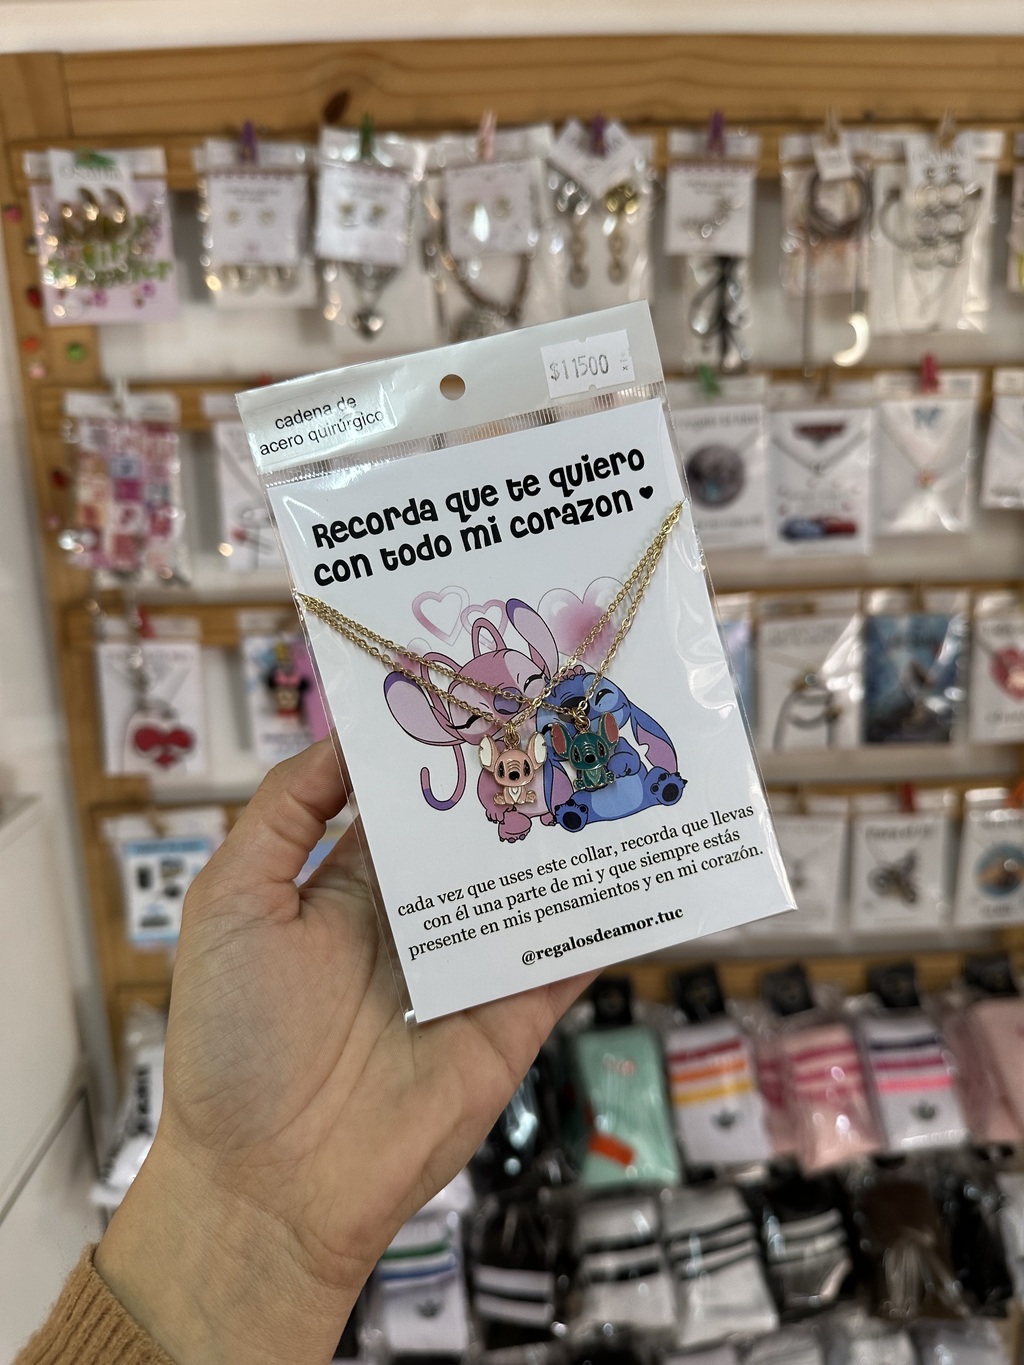 $11500
cadena de
acero quirúrgico
Recorda que te quiero
con todo mi corazon
cada vez que uses este collar, recorda que llevas
con él una parte de mi y que siempre estás
presente en mis pensamientos y en mi corazón.
@regalosdeamor.tuc